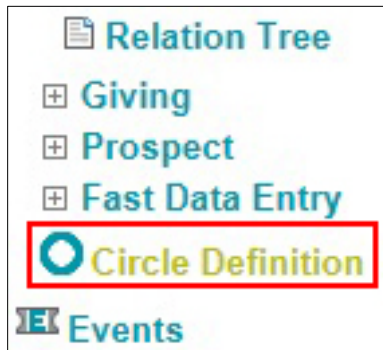 Relation Tree
Giving
Prospect
Fast Data Entry
Circle Definition
Events